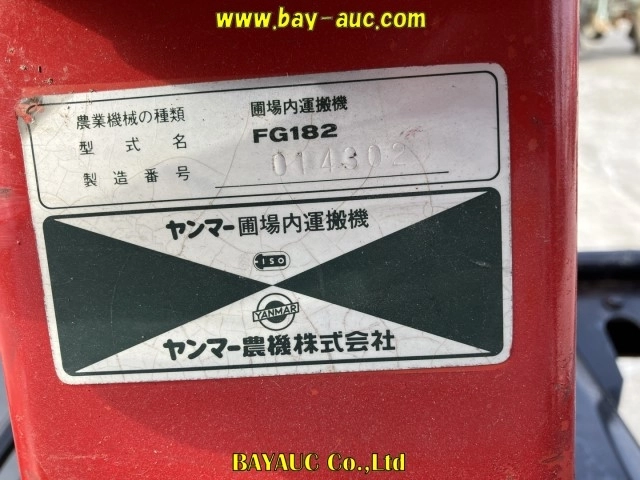 www.bay-auc.com
農業機械の種類 圃場内運搬機
型式名 FG182
製造番号 014302
ヤンマー圃場内運搬機
ISO
YANMAR
ヤンマー農機株式会社
BAYAUC Co.,Ltd